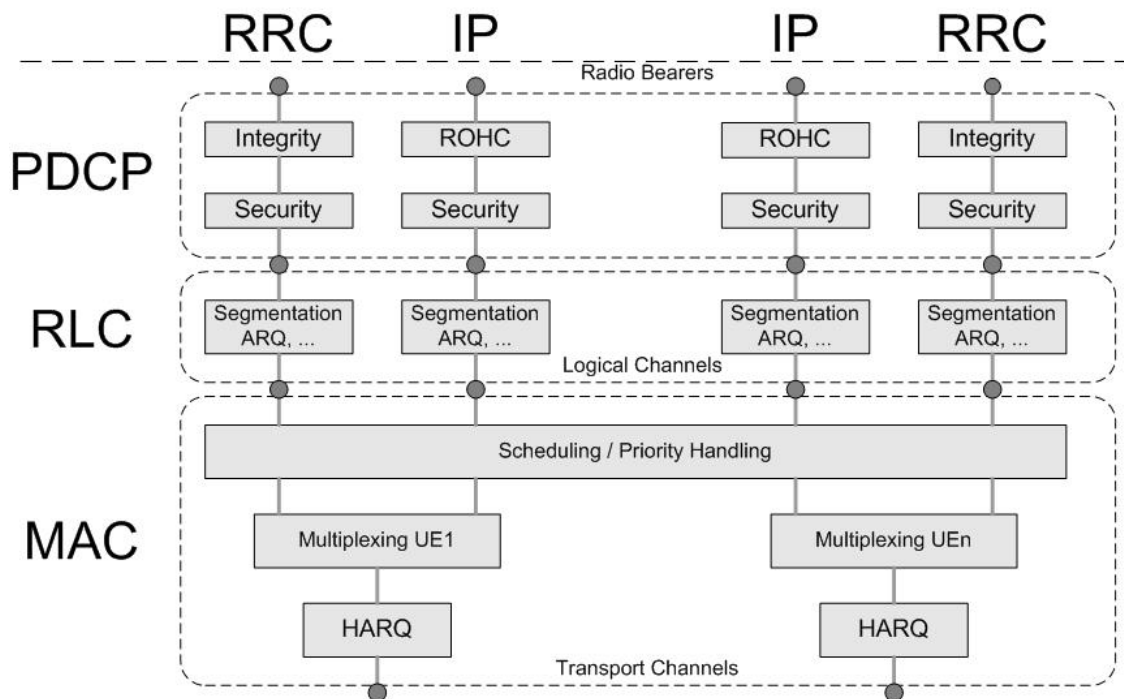 RRC IP IP RRC
Radio Bearers
PDCP
Integrity ROHC ROHC Integrity
Security Security Security Security
RLC
Segmentation Segmentation Segmentation Segmentation
ARQ, ... ARQ, ... ARQ, ... ARQ, ...
Logical Channels
MAC
Scheduling / Priority Handling
Multiplexing UE1 Multiplexing UEn
HARQ HARQ
Transport Channels